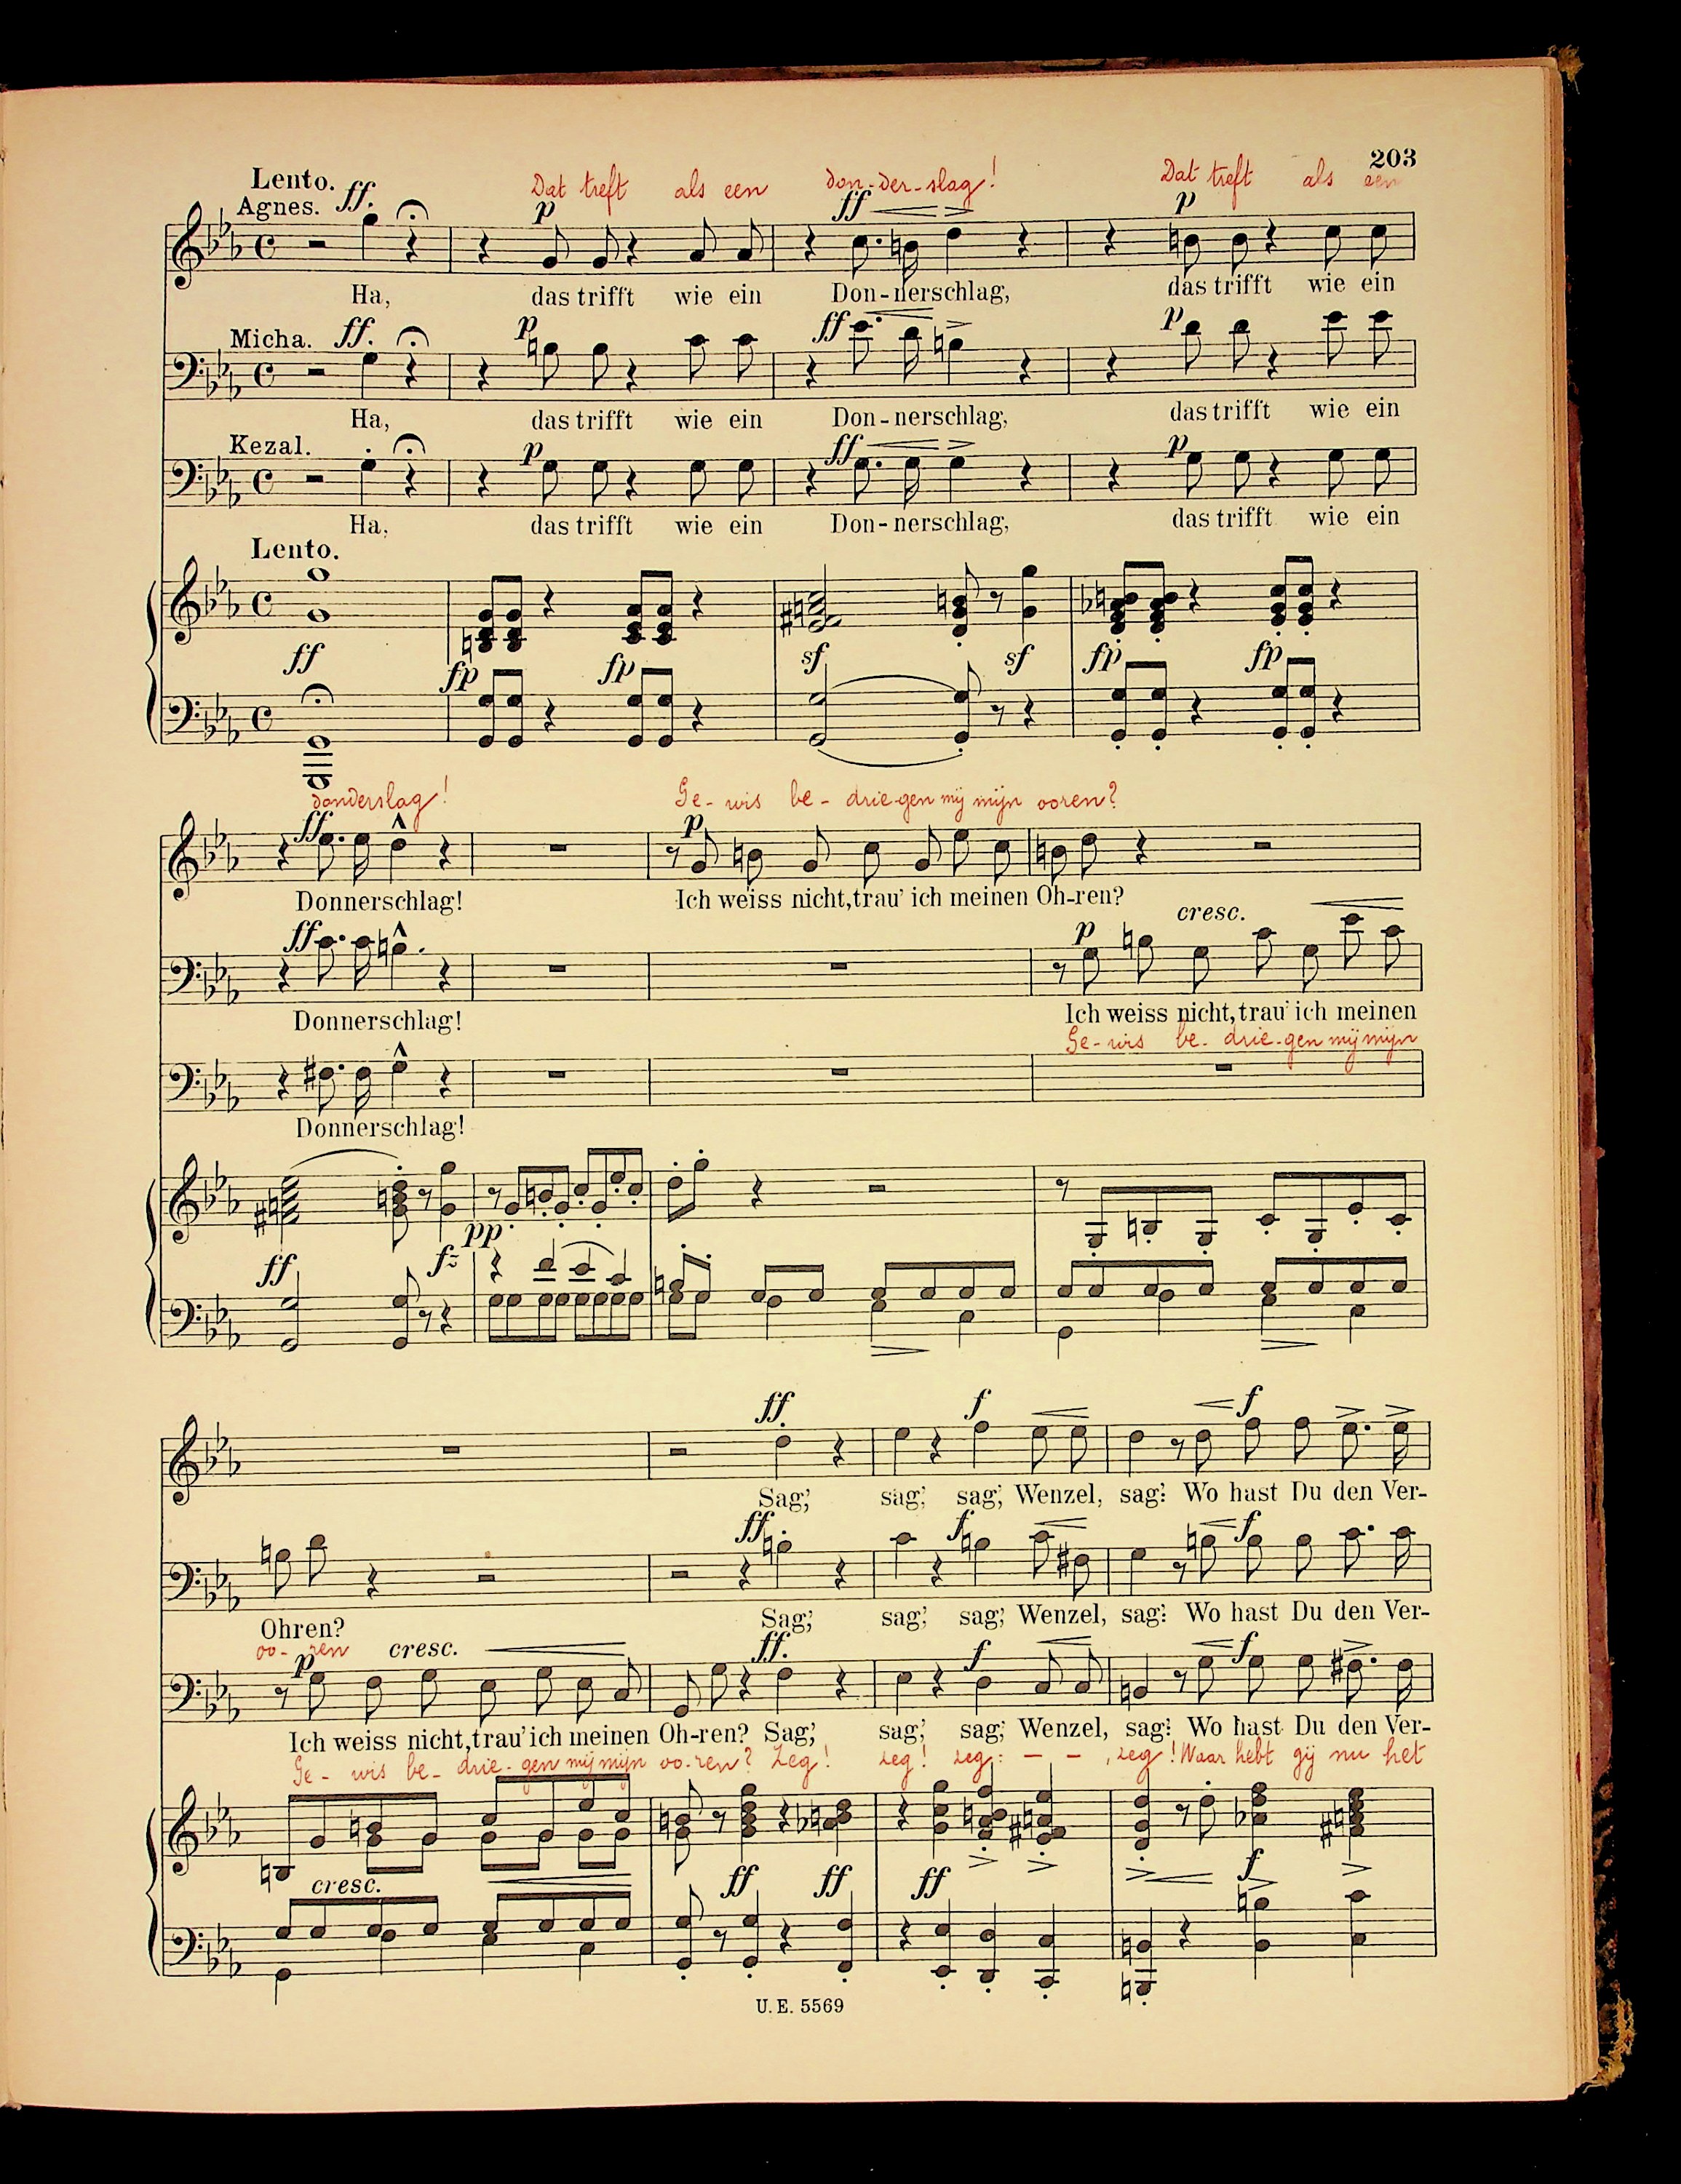 203
Lento.
Dat treft als een don-der-slag! Dat treft als een
Agnes. ff. p ff p
Ha, das trifft wie ein Don-nerschlag, das trifft wie ein
Micha. ff. p ff p
Ha, das trifft wie ein Don-nerschlag, das trifft wie ein
Kezal. p ff p
Ha, das trifft wie ein Don-nerschlag, das trifft wie ein
Lento.
ff fp fp sf sf fp fp
donderslag! Ge-wis be-drie-gen mij mijn ooren?
ff p
Donnerschlag! Ich weiss nicht, trau' ich meinen Oh-ren?
ff p cresc.
Donnerschlag! Ich weiss nicht, trau' ich meinen
Ge-wis be-drie-gen mij mijn
Donnerschlag!
ff fz pp
ff f f
Sag', sag', sag', Wenzel, sag': Wo hast Du den Ver-
ff f f
Ohren? Sag', sag', sag', Wenzel, sag': Wo hast Du den Ver-
oo-ren
p cresc. ff. f f
Ich weiss nicht, trau' ich meinen Oh-ren? Sag', sag', sag', Wenzel, sag': Wo hast Du den Ver-
Ge-wis be-drie-gen mij mijn oo-ren? Zeg! zeg! zeg: – –, zeg! Waar hebt gij nu het
cresc. ff ff ff f
U. E. 5569